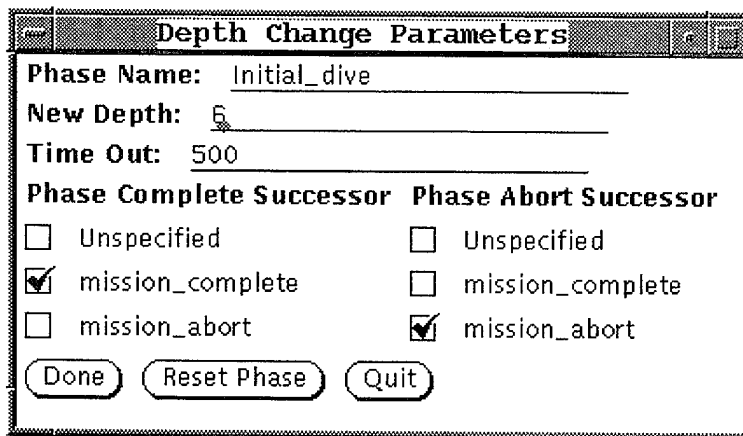 Depth Change Parameters
Phase Name: Initial_dive
New Depth: 6
Time Out: 500
Phase Complete Successor Phase Abort Successor
Unspecified Unspecified
mission_complete mission_complete
mission_abort mission_abort
Done Reset Phase Quit